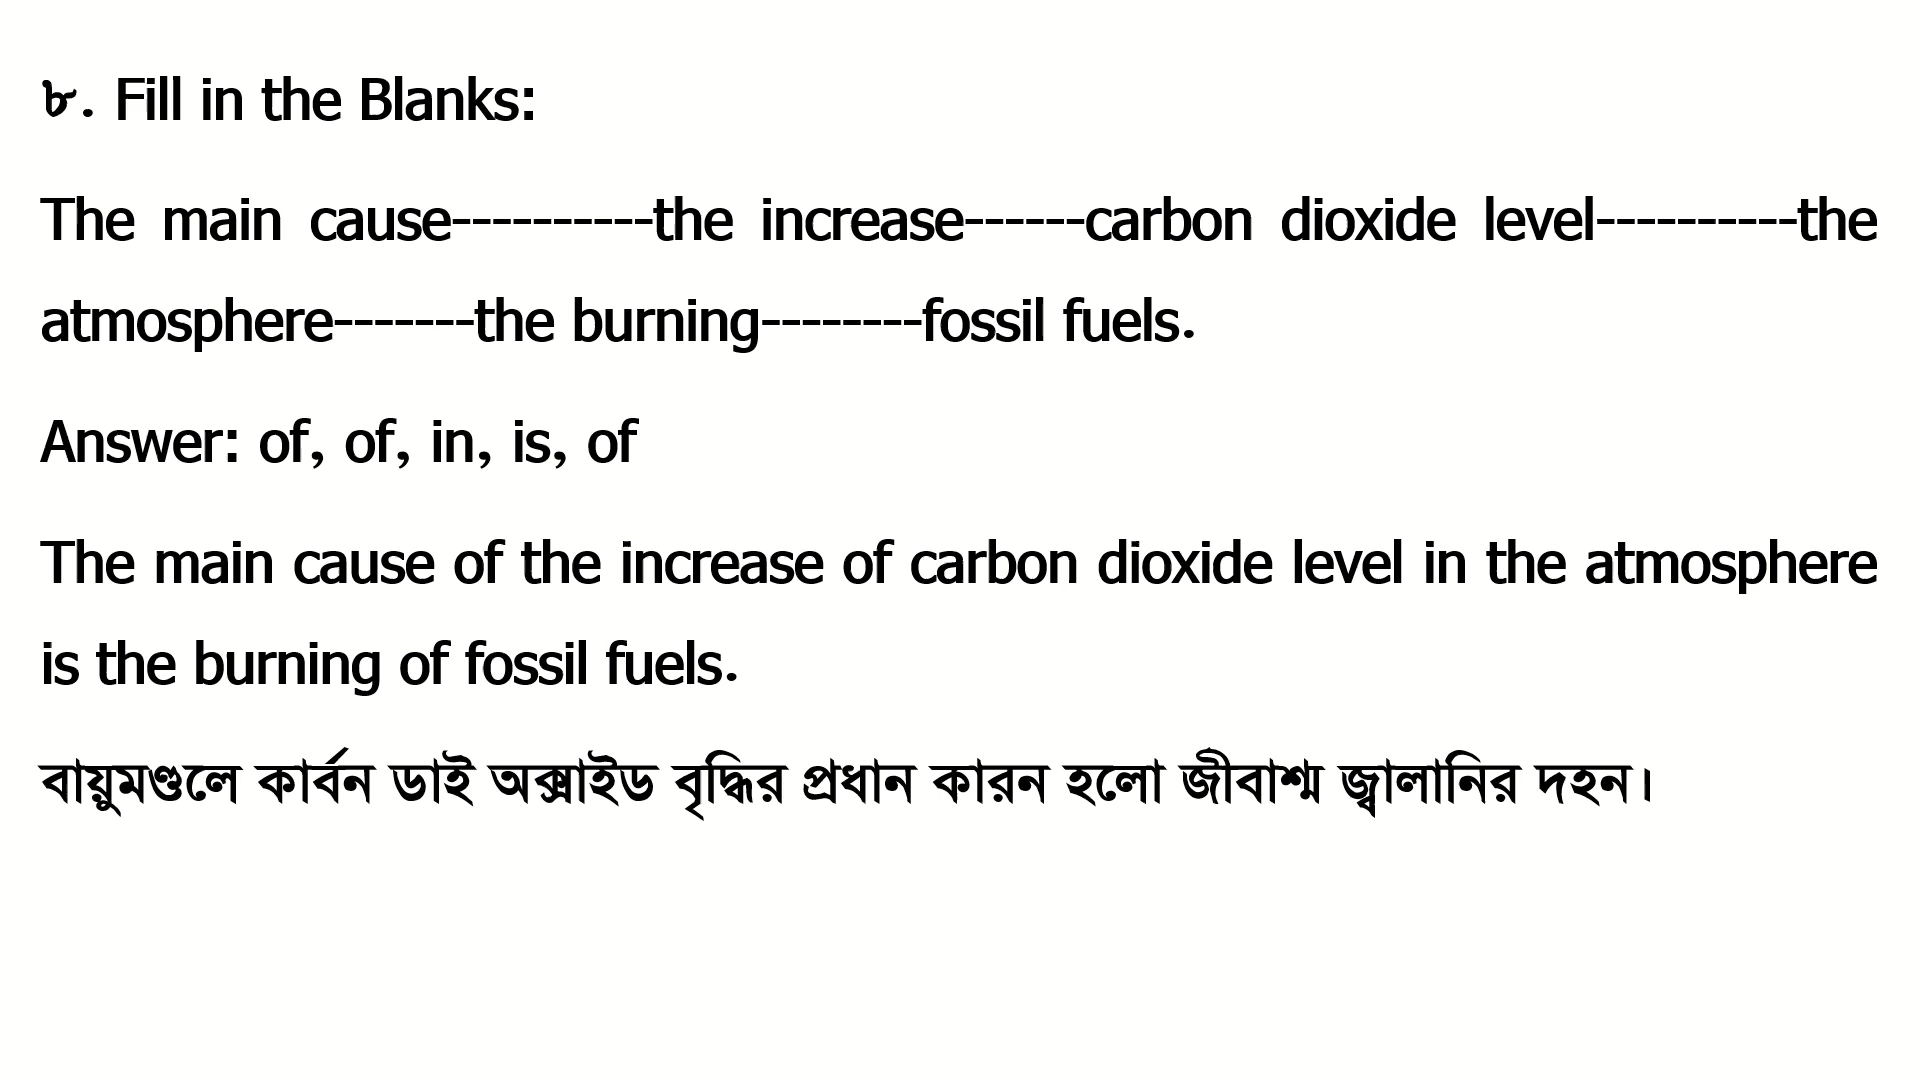 ৮. Fill in the Blanks:
The main cause----------the increase------carbon dioxide level----------the
atmosphere-------the burning--------fossil fuels.
Answer: of, of, in, is, of
The main cause of the increase of carbon dioxide level in the atmosphere
is the burning of fossil fuels.
বায়ুমণ্ডলে কার্বন ডাই অক্সাইড বৃদ্ধির প্রধান কারন হলো জীবাশ্ম জ্বালানির দহন।